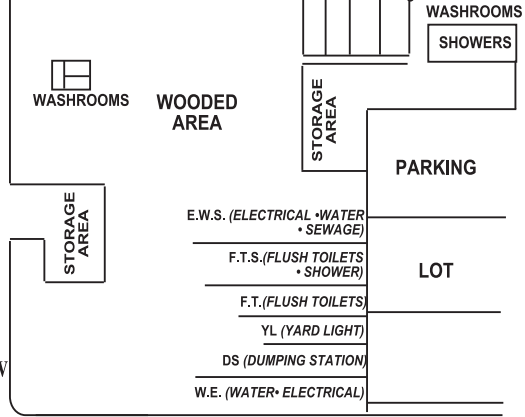 WASHROOMS
SHOWERS
WASHROOMS
WOODED
AREA
STORAGE
AREA
PARKING
STORAGE
AREA
E.W.S. (ELECTRICAL •WATER
• SEWAGE)
F.T.S.(FLUSH TOILETS
• SHOWER)
LOT
F.T.(FLUSH TOILETS)
YL (YARD LIGHT)
DS (DUMPING STATION)
W.E. (WATER• ELECTRICAL)